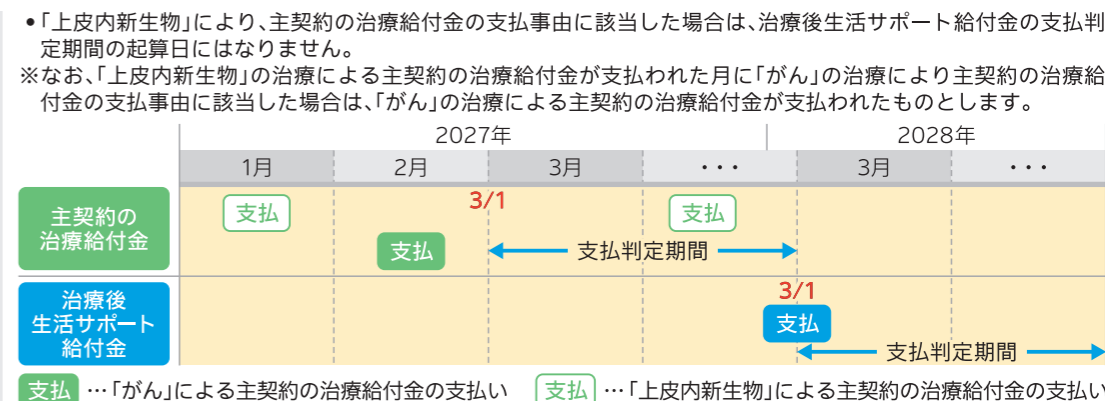 •「上皮内新生物」により、主契約の治療給付金の支払事由に該当した場合は、治療後生活サポート給付金の支払判
定期間の起算日にはなりません。
※なお、「上皮内新生物」の治療による主契約の治療給付金が支払われた月に「がん」の治療により主契約の治療給
付金の支払事由に該当した場合は、「がん」の治療による主契約の治療給付金が支払われたものとします。
2027年 2028年
1月 2月 3月 ・・・ 3月 ・・・
主契約の
治療給付金
支払 3/1 支払
支払 支払判定期間
治療後
生活サポート
給付金
3/1
支払
支払判定期間
支払 …「がん」による主契約の治療給付金の支払い 支払 …「上皮内新生物」による主契約の治療給付金の支払い